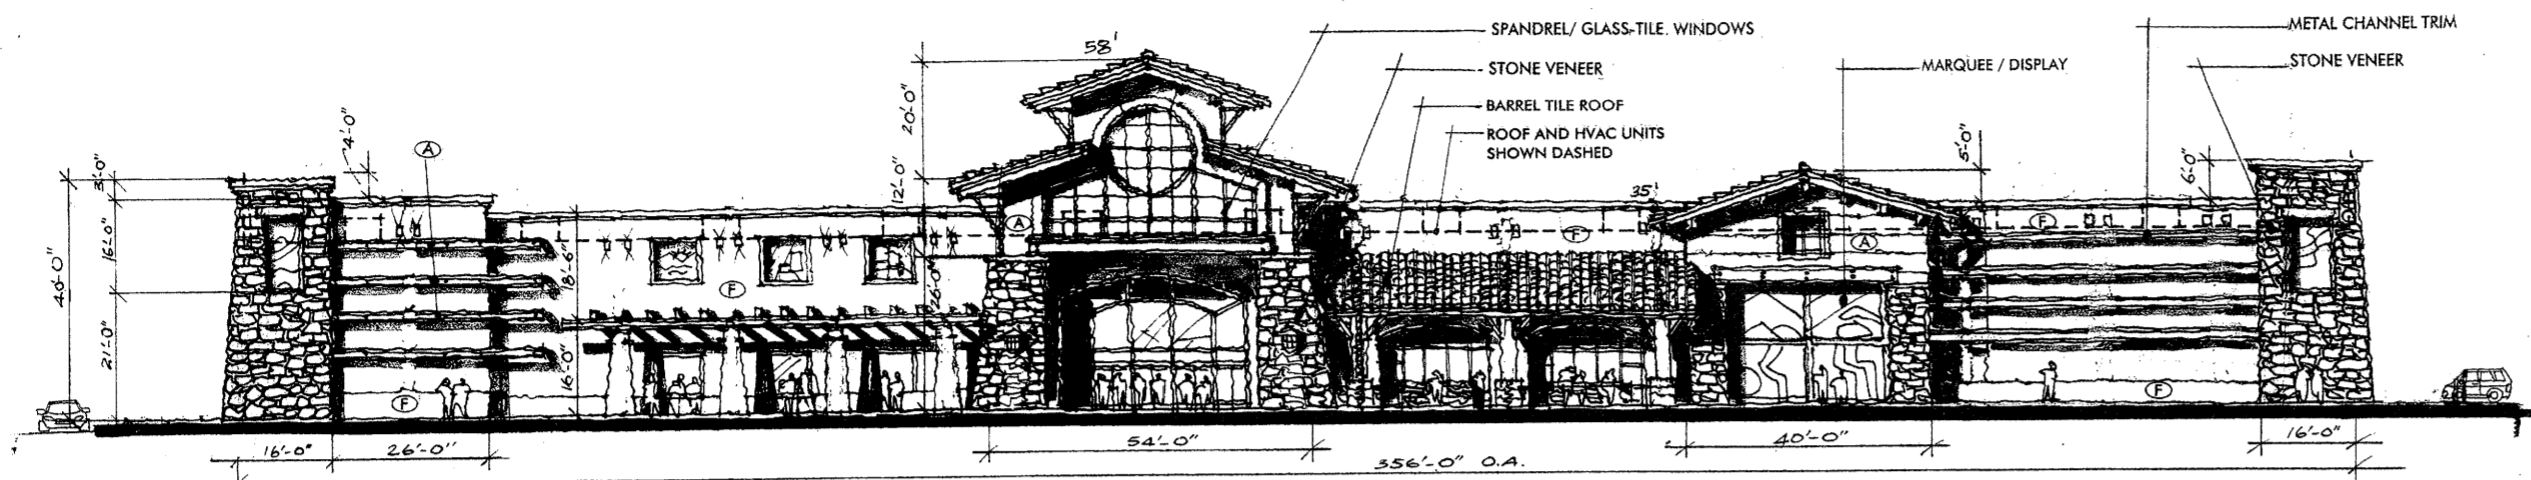 58'
SPANDREL/ GLASS-TILE. WINDOWS
METAL CHANNEL TRIM
STONE VENEER
STONE VENEER
MARQUEE / DISPLAY
BARREL TILE ROOF
ROOF AND HVAC UNITS
SHOWN DASHED
20'-0"
4'-0"
A
3'-0"
5'-0"
6'-0"
12'-0"
35'
16'-0"
40'-0"
A
F
F
A
18'-6"
26'-0"
F
21'-0"
16'-0"
F
F
16'-0"
26'-0"
54'-0"
40'-0"
16'-0"
356'-0" O.A.